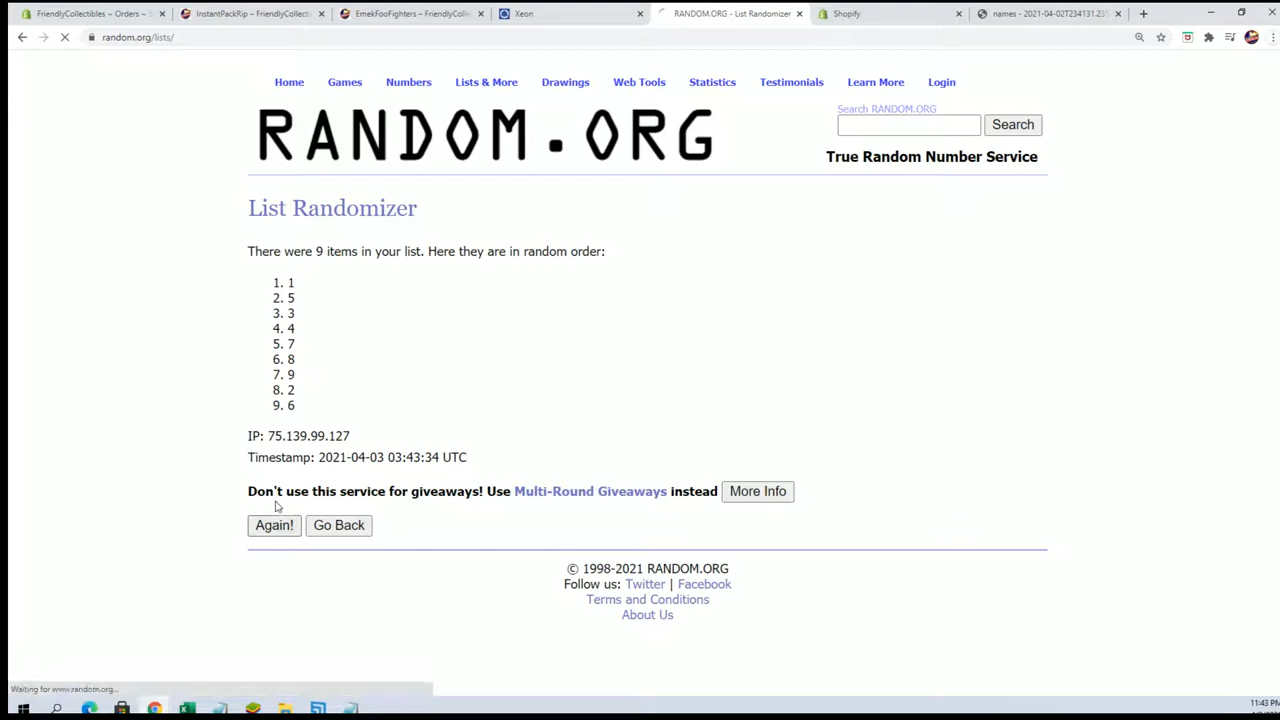 FriendlyCollectibles ~ Orders ~ S
InstantPackRip ~ FriendlyCollecti
EmekFooFighters ~ FriendlyColle
Xeon
RANDOM.ORG - List Randomizer
Shopify
names - 2021-04-02T234131.23
random.org/lists/
Home Games Numbers Lists & More Drawings Web Tools Statistics Testimonials Learn More Login
RANDOM.ORG
Search RANDOM.ORG
Search
True Random Number Service
List Randomizer
There were 9 items in your list. Here they are in random order:
1. 1
2. 5
3. 3
4. 4
5. 7
6. 8
7. 9
8. 2
9. 6
IP: 75.139.99.127
Timestamp: 2021-04-03 03:43:34 UTC
Don't use this service for giveaways! Use Multi-Round Giveaways instead More Info
Again! Go Back
© 1998-2021 RANDOM.ORG
Follow us: Twitter | Facebook
Terms and Conditions
About Us
Waiting for www.random.org...
11:43 PM